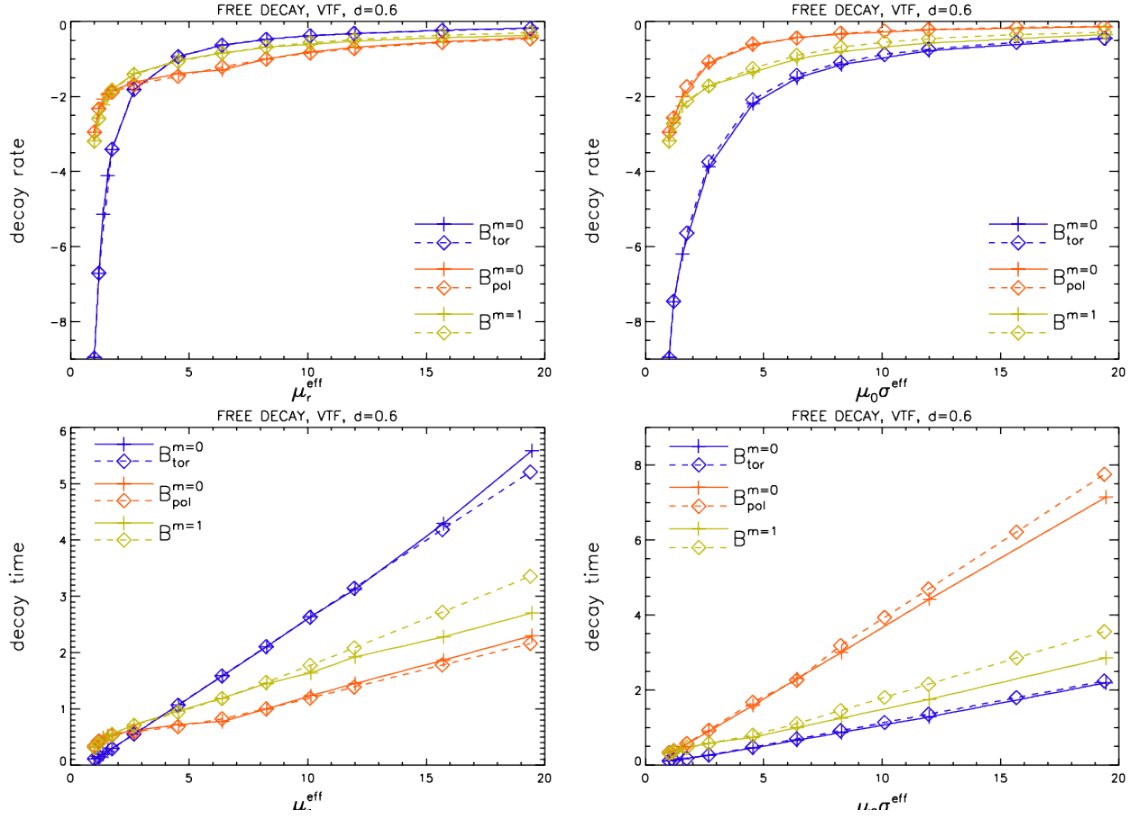 FREE DECAY, VTF, d=0.6
0
-2
-4
-6
-8
decay rate
B_tor^{m=0}
B_pol^{m=0}
B^{m=1}
0 5 10 15 20
μ_r^{eff}
FREE DECAY, VTF, d=0.6
0
-2
-4
-6
-8
decay rate
B_tor^{m=0}
B_pol^{m=0}
B^{m=1}
0 5 10 15 20
μ_0σ^{eff}
FREE DECAY, VTF, d=0.6
6
5
4
3
2
1
0
decay time
B_tor^{m=0}
B_pol^{m=0}
B^{m=1}
0 5 10 15 20
μ_r^{eff}
FREE DECAY, VTF, d=0.6
8
6
4
2
0
decay time
B_tor^{m=0}
B_pol^{m=0}
B^{m=1}
0 5 10 15 20
μ_0σ^{eff}